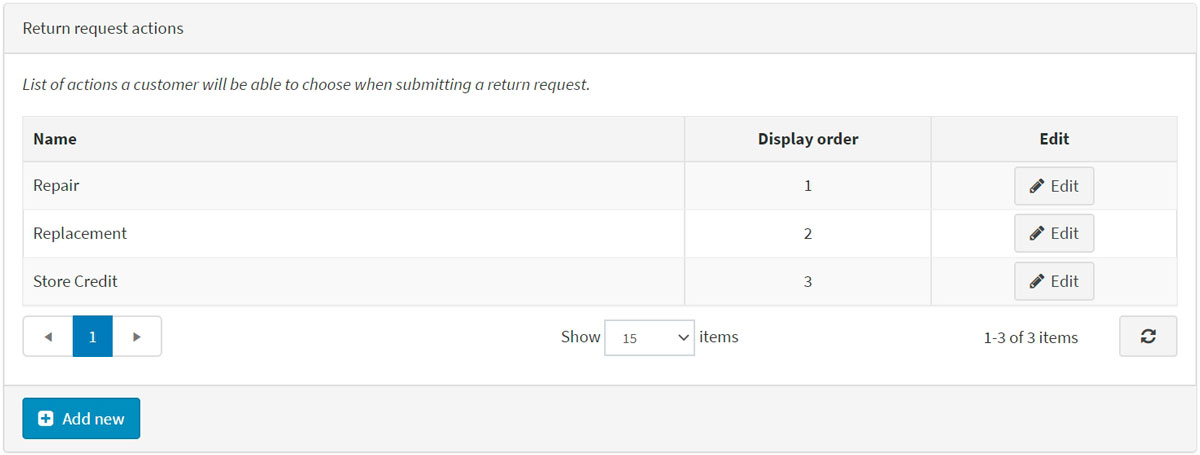 Return request actions
List of actions a customer will be able to choose when submitting a return request.
Name Display order Edit
Repair 1 Edit
Replacement 2 Edit
Store Credit 3 Edit
1 Show 15 items 1-3 of 3 items
Add new